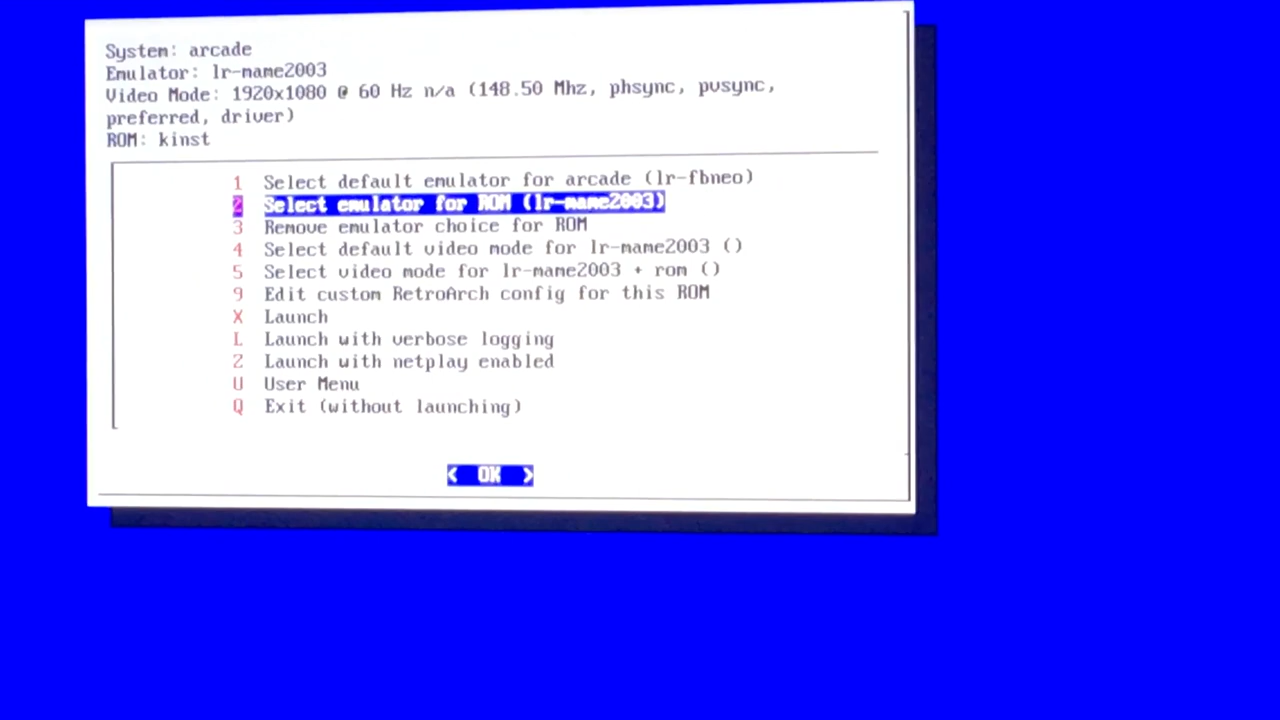 System: arcade
Emulator: lr-mame2003
Video Mode: 1920x1080 @ 60 Hz n/a (148.50 Mhz, phsync, pvsync,
preferred, driver)
ROM: kinst
1 Select default emulator for arcade (lr-fbneo)
2 Select emulator for ROM (lr-mame2003)
3 Remove emulator choice for ROM
4 Select default video mode for lr-mame2003 ()
5 Select video mode for lr-mame2003 + rom ()
9 Edit custom RetroArch config for this ROM
X Launch
L Launch with verbose logging
Z Launch with netplay enabled
U User Menu
Q Exit (without launching)
< OK >